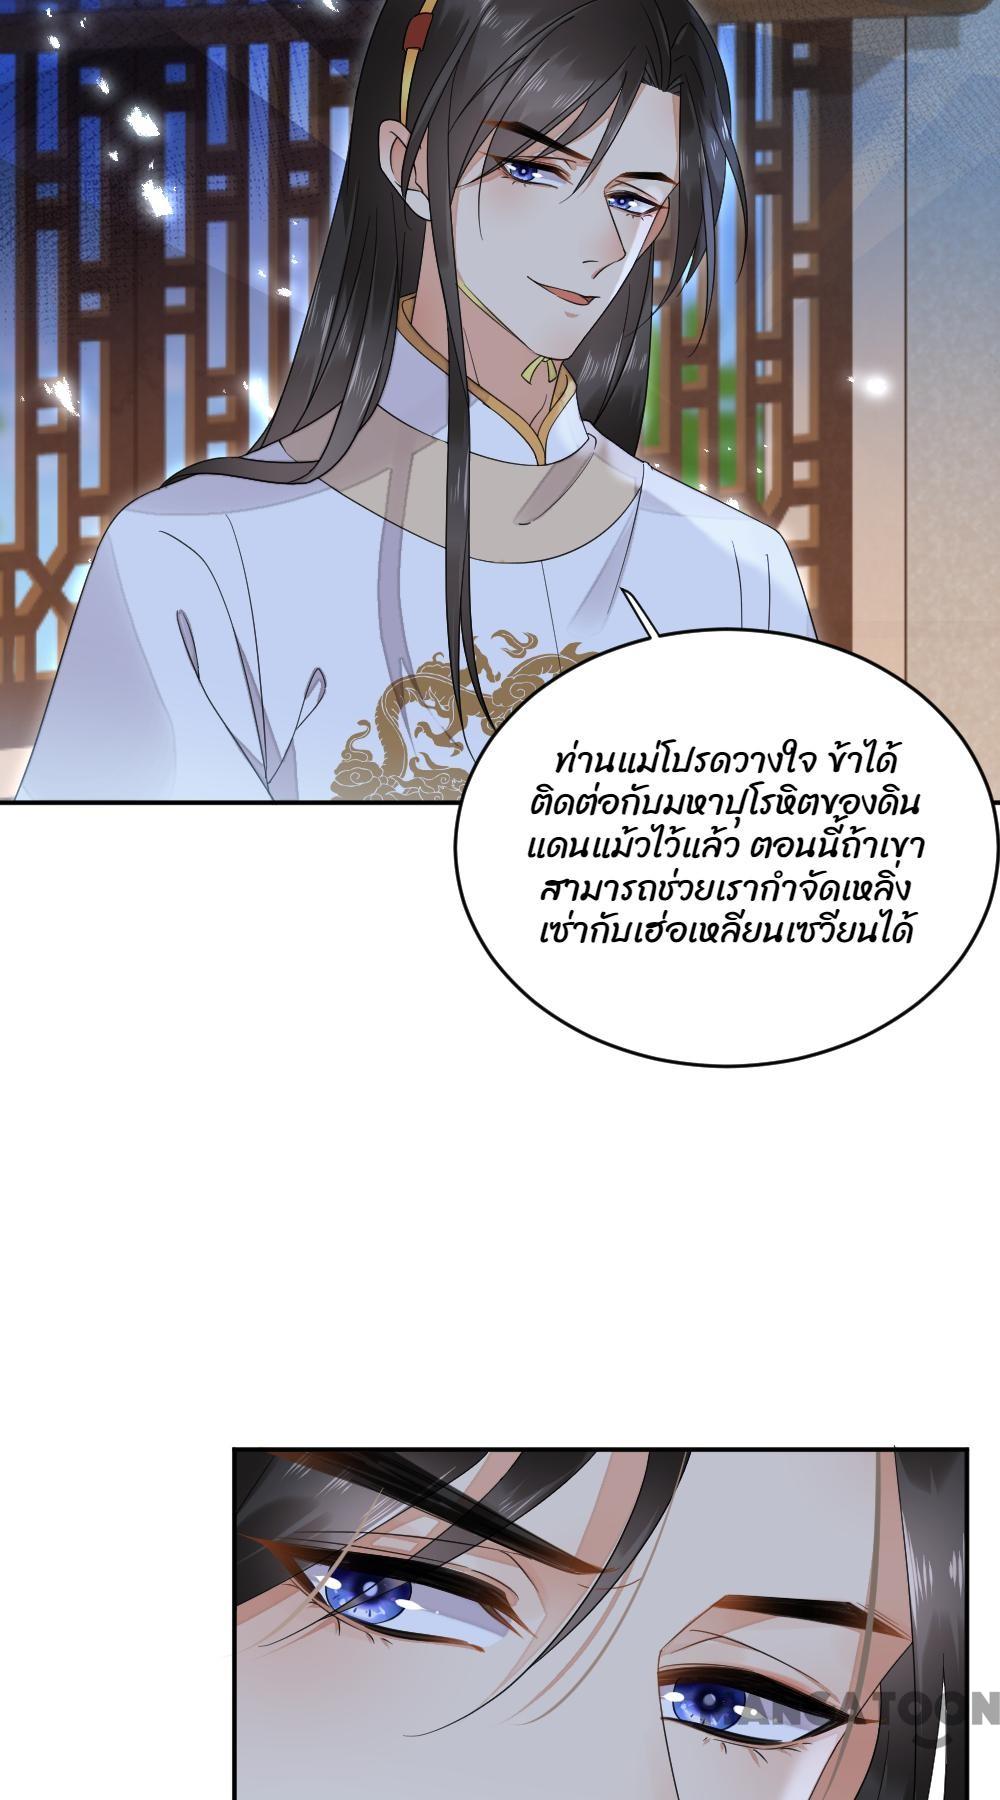 ท่านแม่โปรดวางใจ ข้าได้
ติดต่อกับมหาปุโรหิตของดิน
แดนแม้วไว้แล้ว ตอนนี้ถ้าเขา
สามารถช่วยเรากำจัดเหลิ่ง
เซ่ากับเฮ่อเหลียนเซวียนได้
MANGATOON